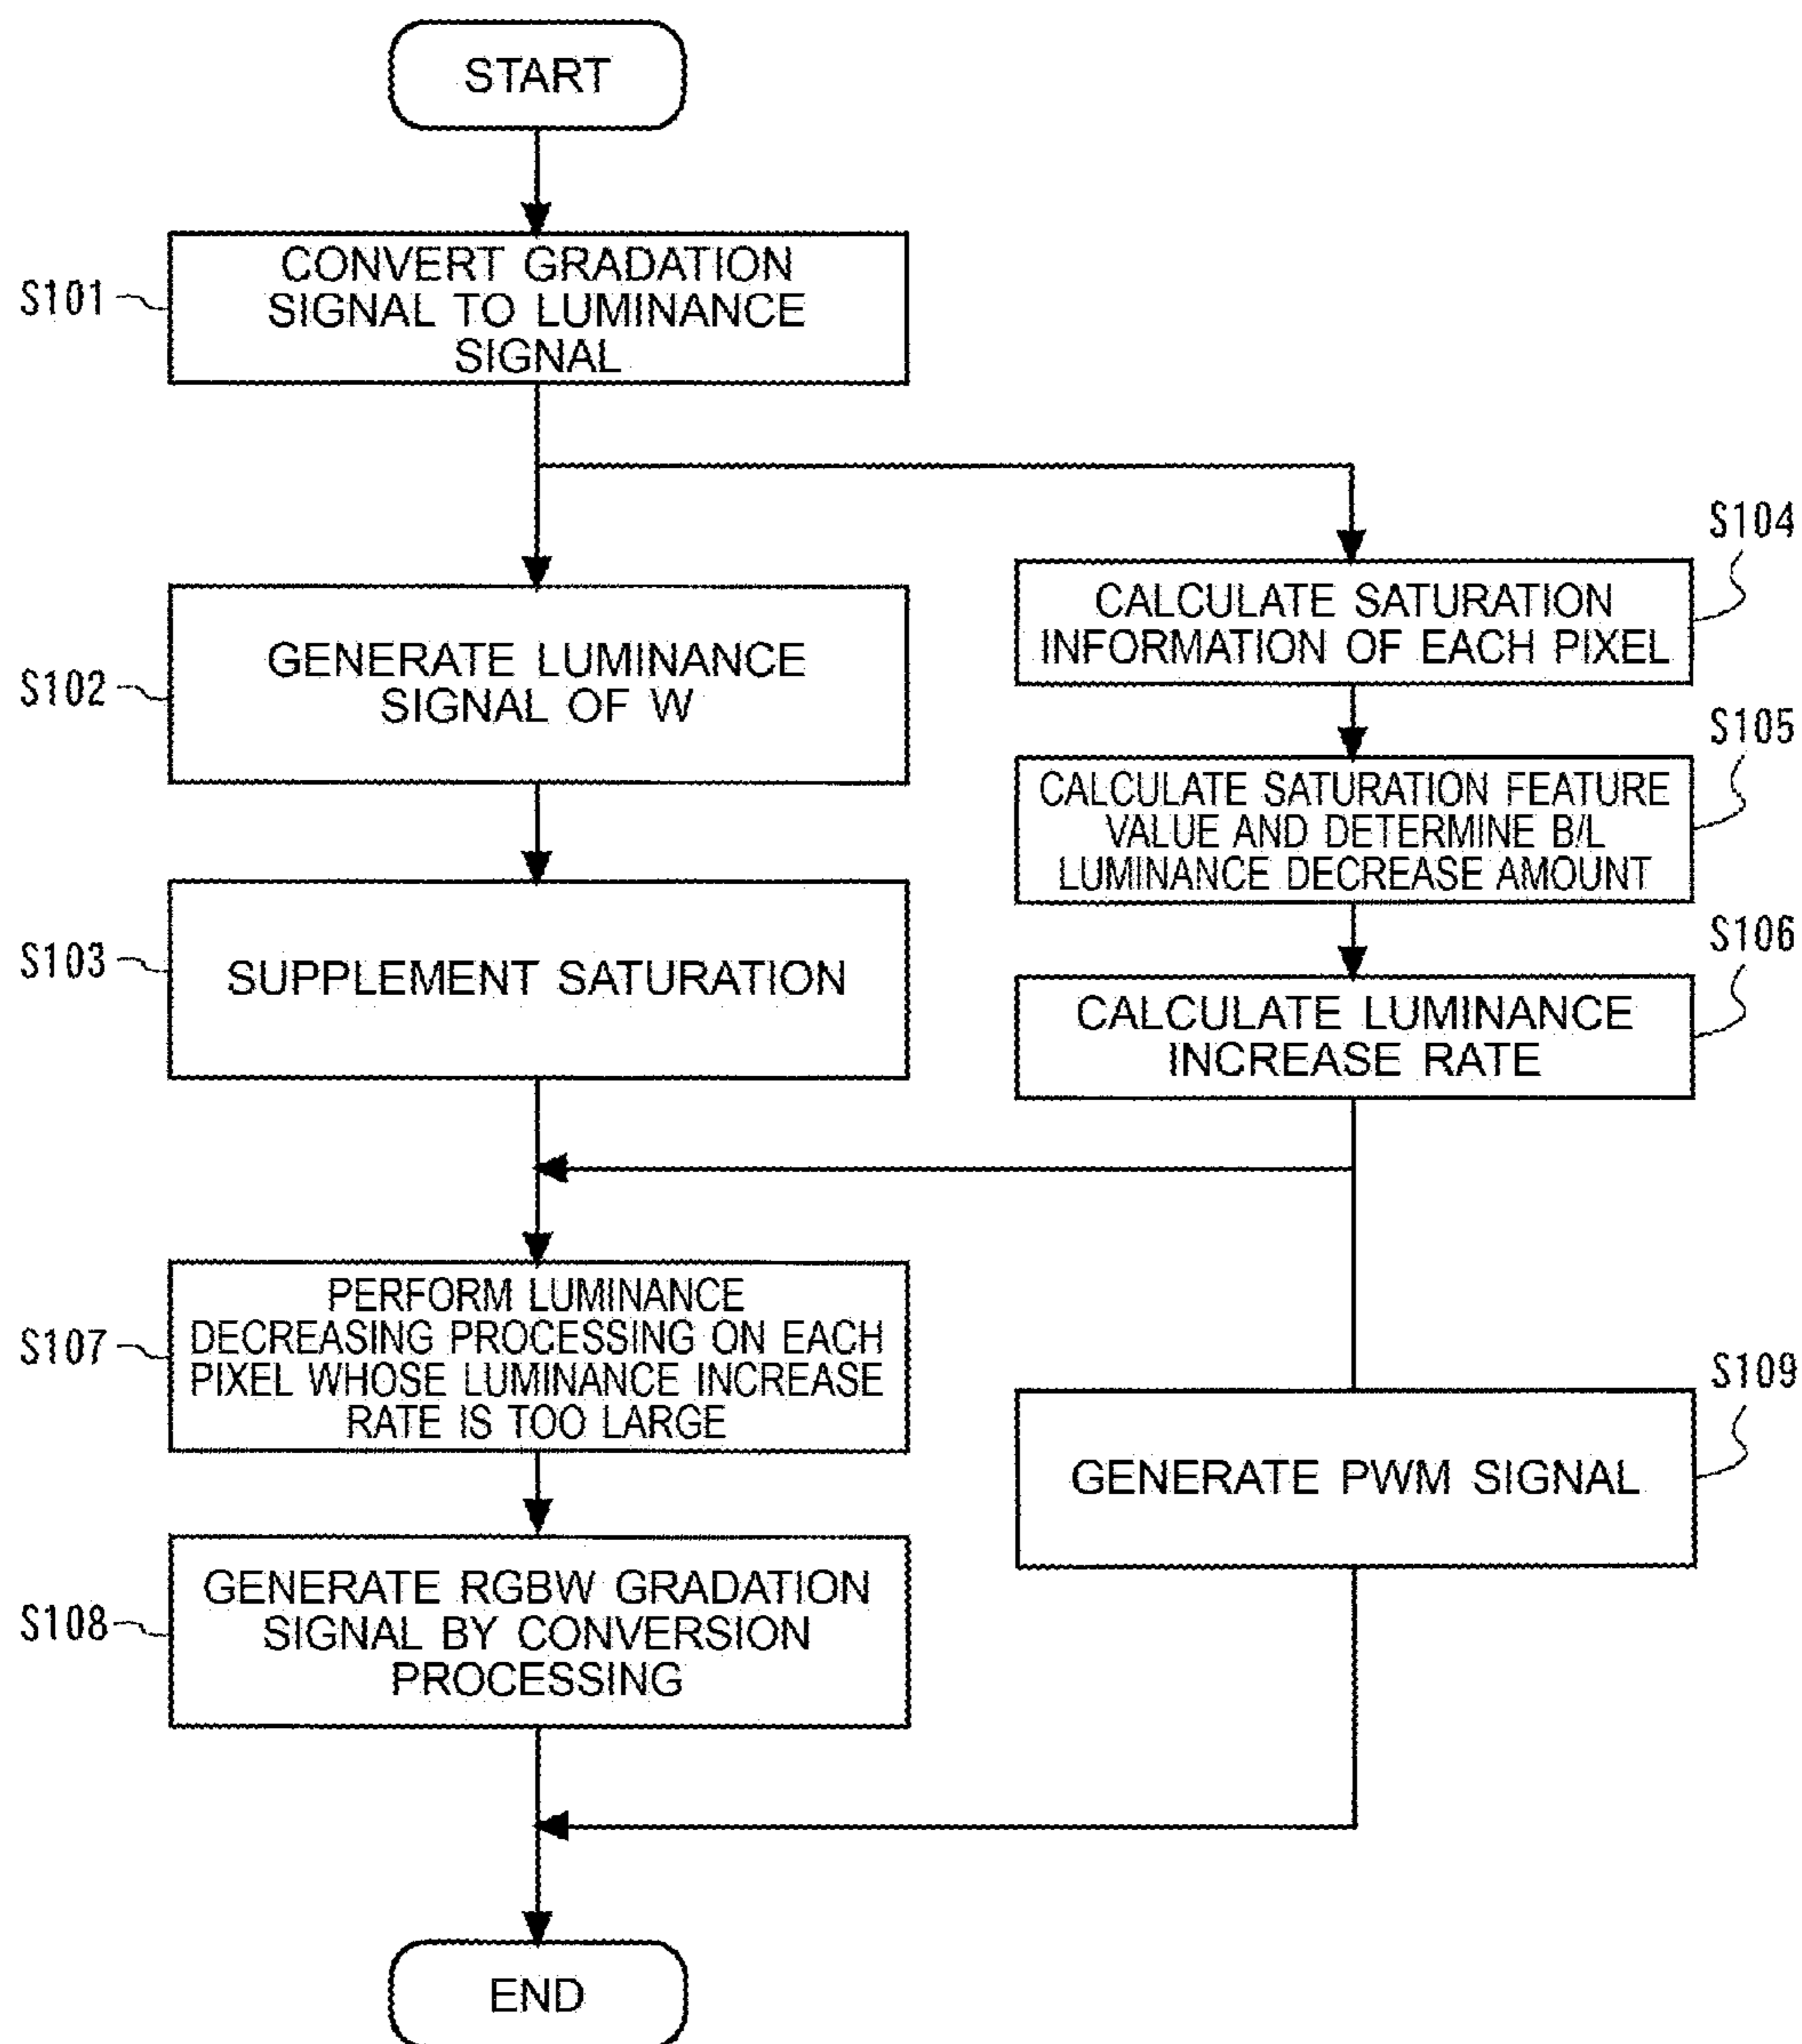 START
S101
CONVERT GRADATION
SIGNAL TO LUMINANCE
SIGNAL
S102
GENERATE LUMINANCE
SIGNAL OF W
S103
SUPPLEMENT SATURATION
S104
CALCULATE SATURATION
INFORMATION OF EACH PIXEL
S105
CALCULATE SATURATION FEATURE
VALUE AND DETERMINE B/L
LUMINANCE DECREASE AMOUNT
S106
CALCULATE LUMINANCE
INCREASE RATE
S107
PERFORM LUMINANCE
DECREASING PROCESSING ON EACH
PIXEL WHOSE LUMINANCE INCREASE
RATE IS TOO LARGE
S108
GENERATE RGBW GRADATION
SIGNAL BY CONVERSION
PROCESSING
S109
GENERATE PWM SIGNAL
END